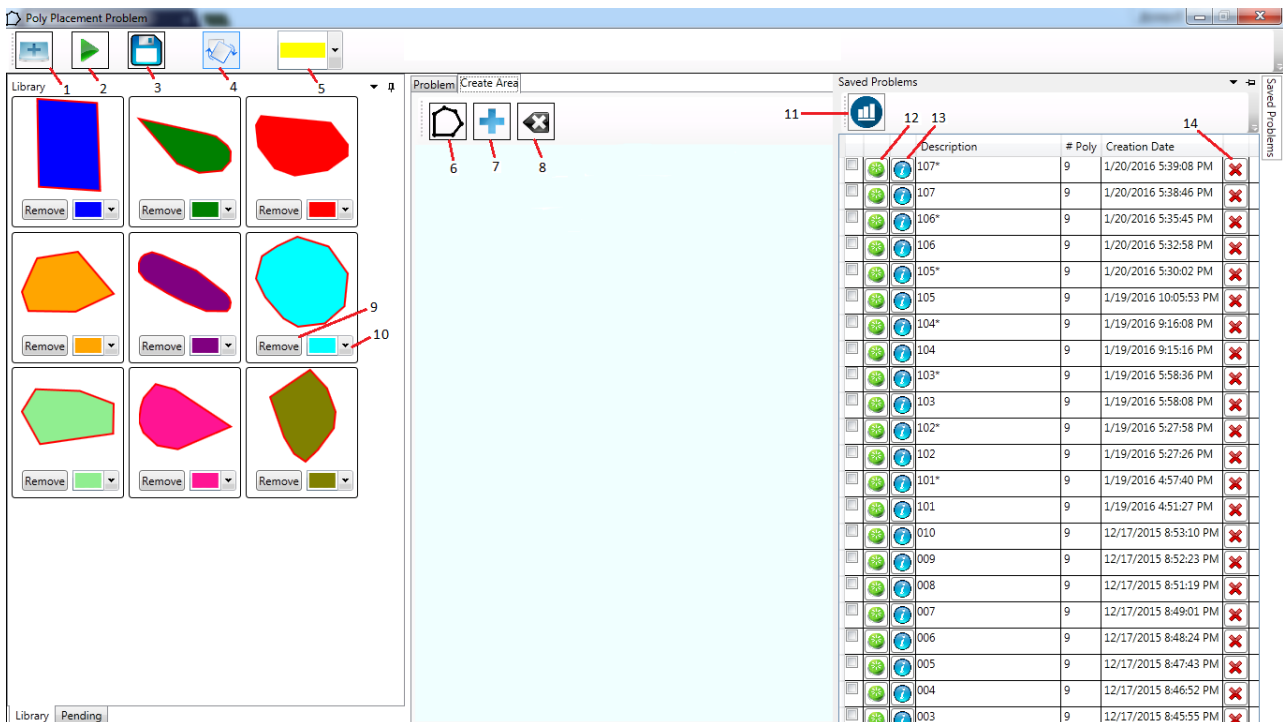 Poly Placement Problem
1 2 3 4 5
Library
Remove Remove Remove
Remove Remove Remove
9
10
Remove Remove Remove
Library Pending
Problem Create Area
6 7 8
Saved Problems
Saved Problems
11
12 13 14
Description # Poly Creation Date
107* 9 1/20/2016 5:39:08 PM
107 9 1/20/2016 5:38:46 PM
106* 9 1/20/2016 5:35:45 PM
106 9 1/20/2016 5:32:58 PM
105* 9 1/20/2016 5:30:02 PM
105 9 1/19/2016 10:05:53 PM
104* 9 1/19/2016 9:16:08 PM
104 9 1/19/2016 9:15:16 PM
103* 9 1/19/2016 5:58:36 PM
103 9 1/19/2016 5:58:08 PM
102* 9 1/19/2016 5:27:58 PM
102 9 1/19/2016 5:27:26 PM
101* 9 1/19/2016 4:57:40 PM
101 9 1/19/2016 4:51:27 PM
010 9 12/17/2015 8:53:10 PM
009 9 12/17/2015 8:52:23 PM
008 9 12/17/2015 8:51:19 PM
007 9 12/17/2015 8:49:01 PM
006 9 12/17/2015 8:48:24 PM
005 9 12/17/2015 8:47:43 PM
004 9 12/17/2015 8:46:52 PM
003 9 12/17/2015 8:45:55 PM